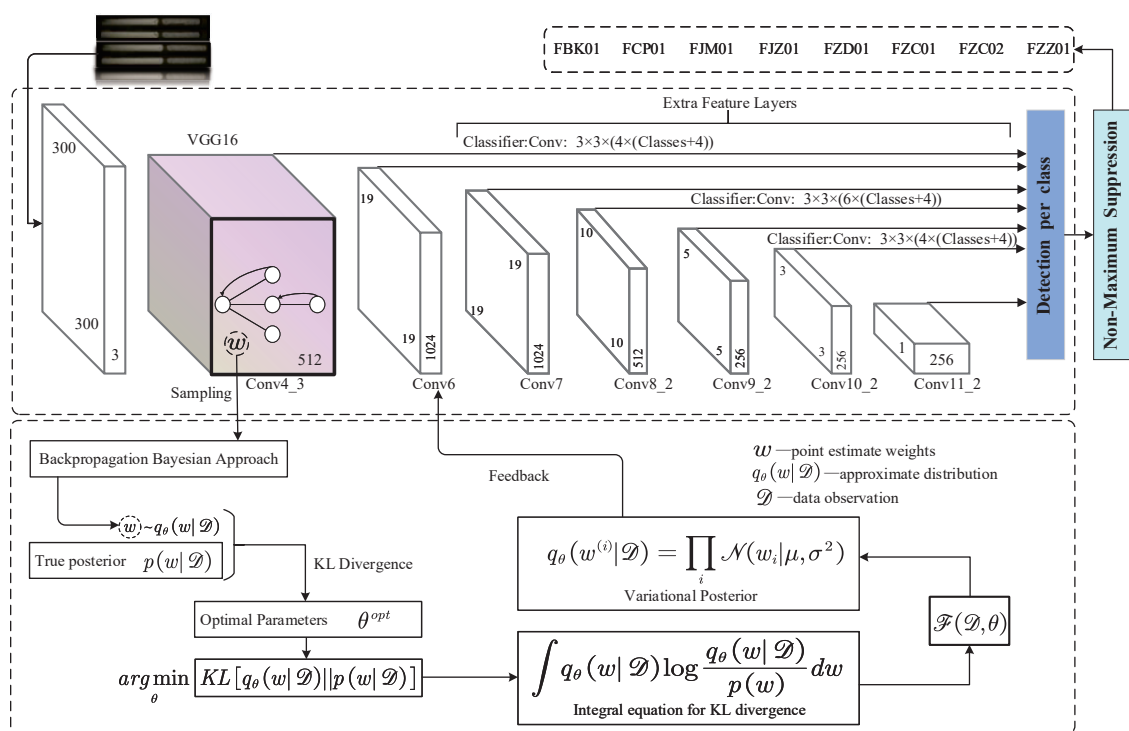 FBK01 FCP01 FJM01 FJZ01 FZD01 FZC01 FZC02 FZZ01
Extra Feature Layers
VGG16
Classifier:Conv: 3×3×(4×(Classes+4))
Classifier:Conv: 3×3×(6×(Classes+4))
Classifier:Conv: 3×3×(4×(Classes+4))
300
300
3
w
512
19
19
1024
19
19
1024
10
10
512
5
5
256
3
3
256
1
256
Detection per class
Non-Maximum Suppression
Conv4_3
Conv6
Conv7
Conv8_2
Conv9_2
Conv10_2
Conv11_2
Sampling
Backpropagation Bayesian Approach
w~q_θ(w|𝒟)
True posterior p(w|𝒟)
KL Divergence
Optimal Parameters θ^{opt}
arg min_θ KL[q_θ(w|𝒟)||p(w|𝒟)]
Feedback
w—point estimate weights
q_θ(w|𝒟)—approximate distribution
𝒟—data observation
q_θ(w^{(i)}|𝒟) = ∏_i 𝒩(w_i|μ,σ²)
Variational Posterior
ℱ(𝒟,θ)
∫ q_θ(w|𝒟) log \frac{q_θ(w|𝒟)}{p(w)} dw
Integral equation for KL divergence